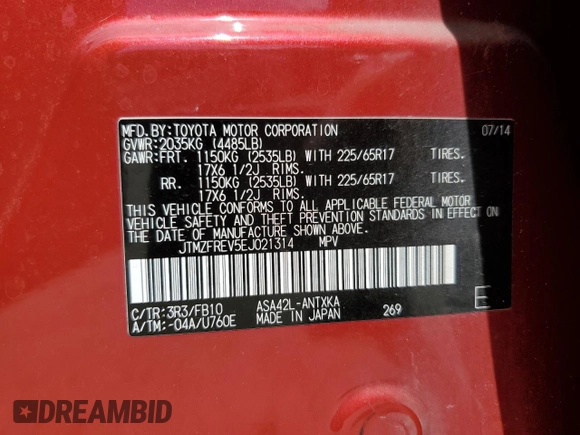 MFD.BY:TOYOTA MOTOR CORPORATION 07/14
GVWR:2035KG (4485LB)
GAWR:FRT. 1150KG (2535LB) WITH 225/65R17 TIRES.
17X6 1/2J RIMS.
RR. 1150KG (2535LB) WITH 225/65R17 TIRES.
17X6 1/2J RIMS.
THIS VEHICLE CONFORMS TO ALL APPLICABLE FEDERAL MOTOR
VEHICLE SAFETY AND THEFT PREVENTION STANDARDS IN EFFECT ON
THE DATE OF MANUFACTURE SHOWN ABOVE.
JTMZFREV5EJ021314 MPV
C/TR:3R3/FB10 ASA42L-ANTXKA E
A/TM:-04A/U760E MADE IN JAPAN 269
DREAMBID